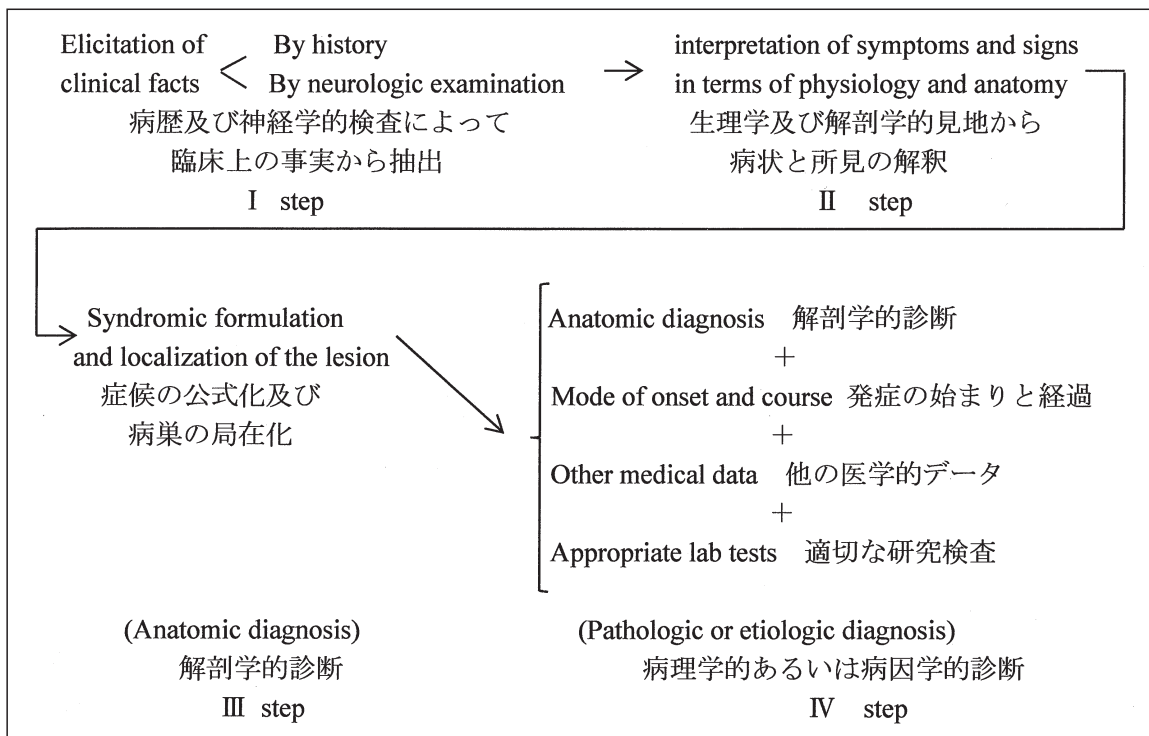 Elicitation of
clinical facts
By history
By neurologic examination
病歴及び神経学的検査によって
臨床上の事実から抽出
Ⅰ step
interpretation of symptoms and signs
in terms of physiology and anatomy
生理学及び解剖学的見地から
病状と所見の解釈
Ⅱ step
Syndromic formulation
and localization of the lesion
症候の公式化及び
病巣の局在化
(Anatomic diagnosis)
解剖学的診断
Ⅲ step
Anatomic diagnosis 解剖学的診断
+
Mode of onset and course 発症の始まりと経過
+
Other medical data 他の医学的データ
+
Appropriate lab tests 適切な研究検査
(Pathologic or etiologic diagnosis)
病理学的あるいは病因学的診断
Ⅳ step